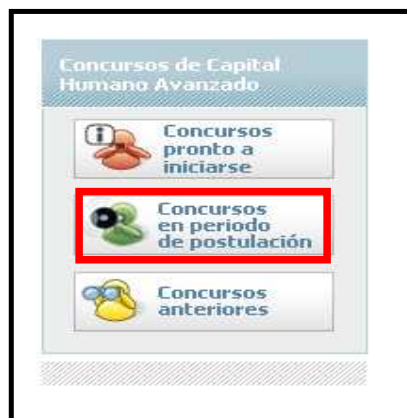 Concursos de Capital
Humano Avanzado
Concursos
pronto a
iniciarse
Concursos
en periodo
de postulación
Concursos
anteriores